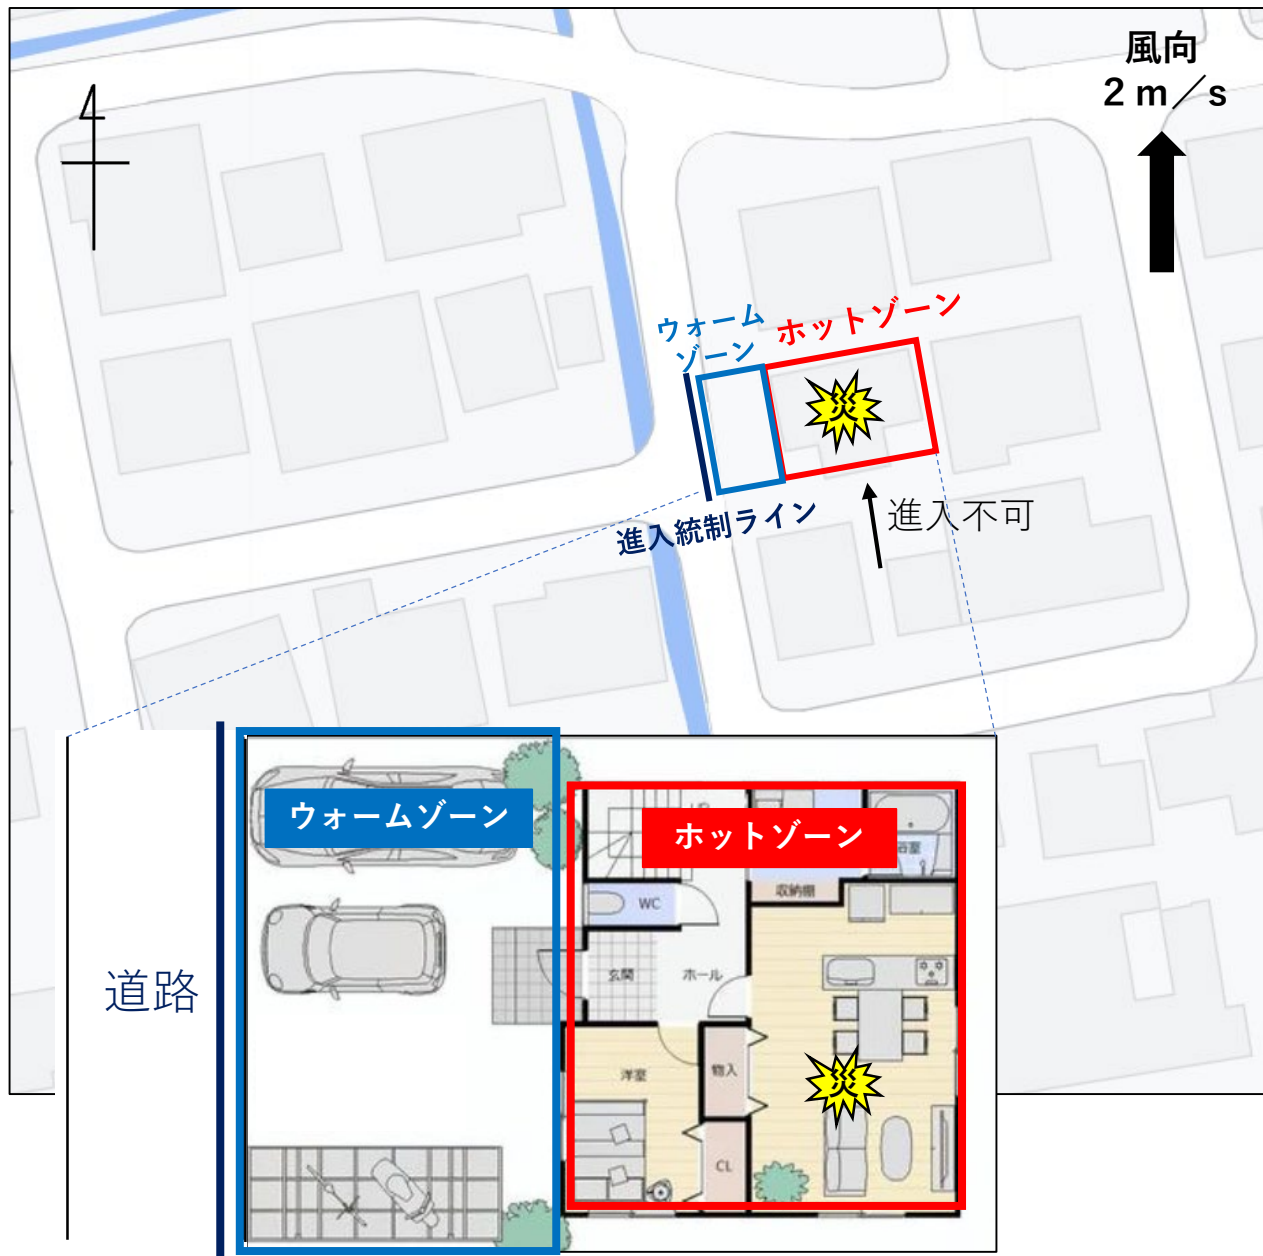 風向
2 m／s
ウォーム
ゾーン
ホットゾーン
災
進入不可
進入統制ライン
ウォームゾーン
ホットゾーン
浴室
収納棚
WC
玄関
ホール
道路
洋室
物入
災
CL